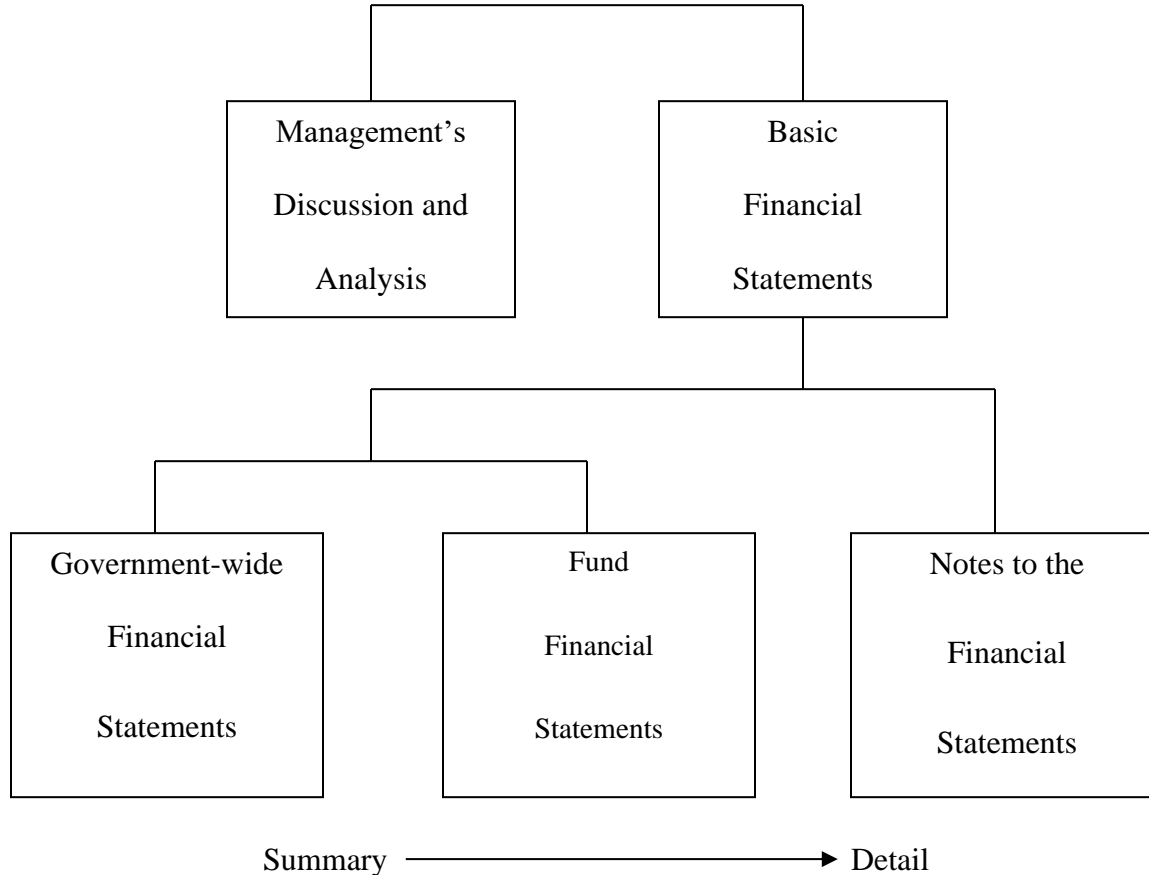 Management’s
Discussion and
Analysis
Basic
Financial
Statements
Government-wide
Financial
Statements
Fund
Financial
Statements
Notes to the
Financial
Statements
Summary
Detail